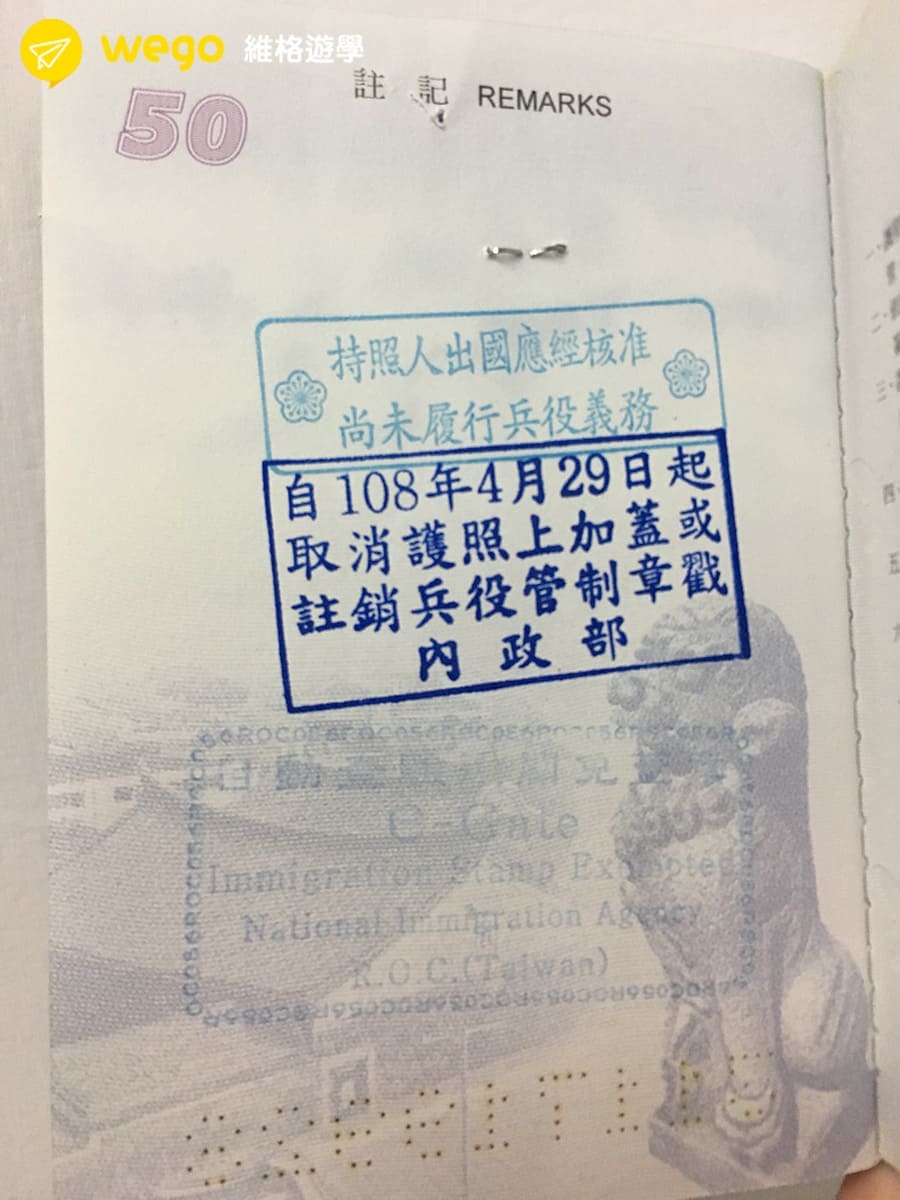 wego 維格遊學
註 記 REMARKS
50
持照人出國應經核准
尚未履行兵役義務
自108年4月29日起
取消護照上加蓋或
註銷兵役管制章戳
內政部
e-Gate
Immigration Stamp Exempted
National Immigration Agency
R.O.C.(Taiwan)